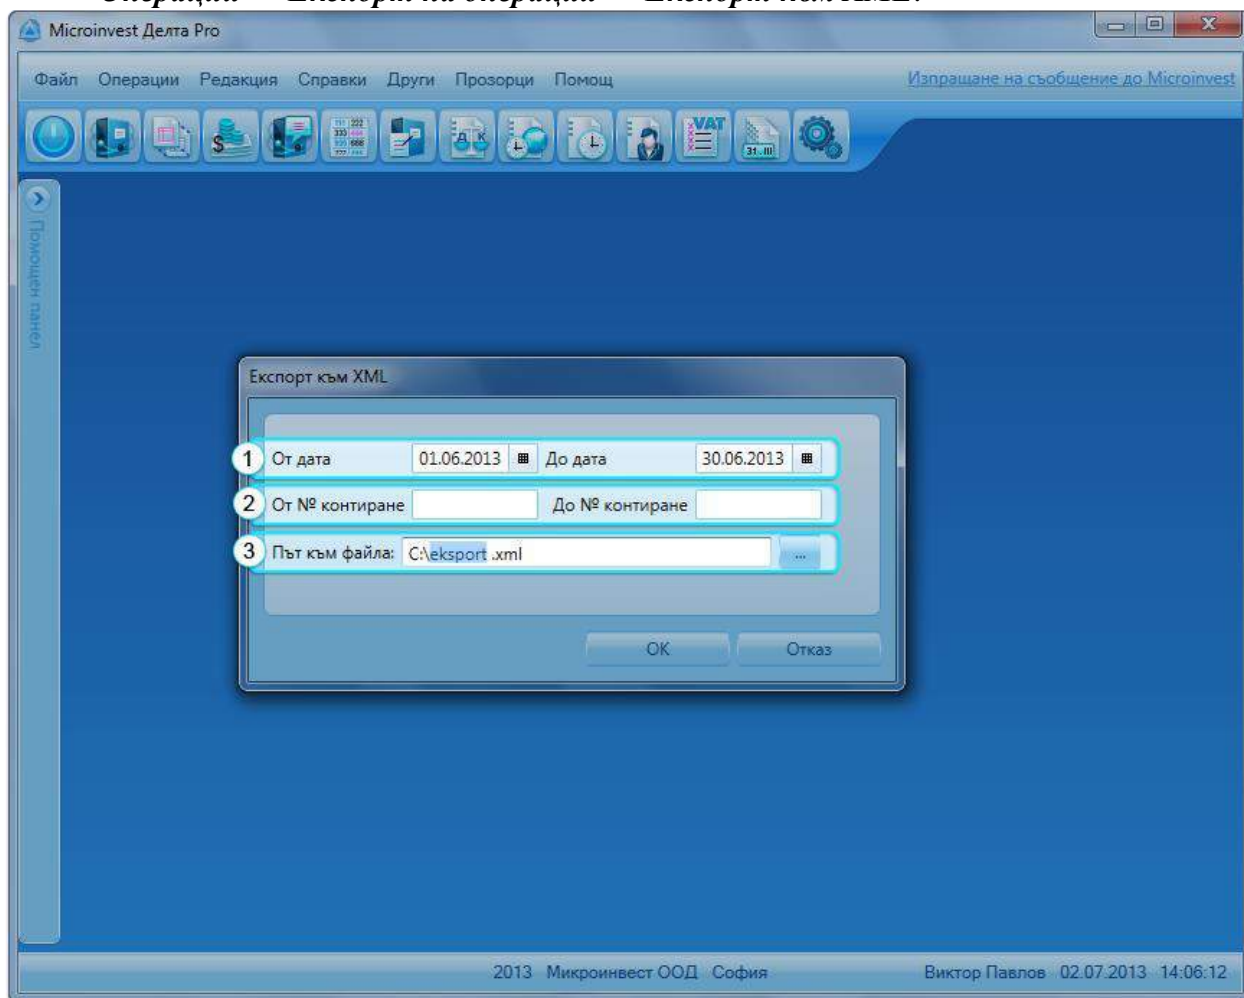 Microinvest Делта Pro
Файл Операции Редакция Справки Други Прозорци Помощ Изпращане на съобщение до Microinvest
VAT
31.III
Помощен панел
Експорт към XML
1 От дата 01.06.2013 До дата 30.06.2013
2 От № контиране До № контиране
3 Път към файла: C:\eksport .xml ...
OK Отказ
2013 Микроинвест ООД София Виктор Павлов 02.07.2013 14:06:12